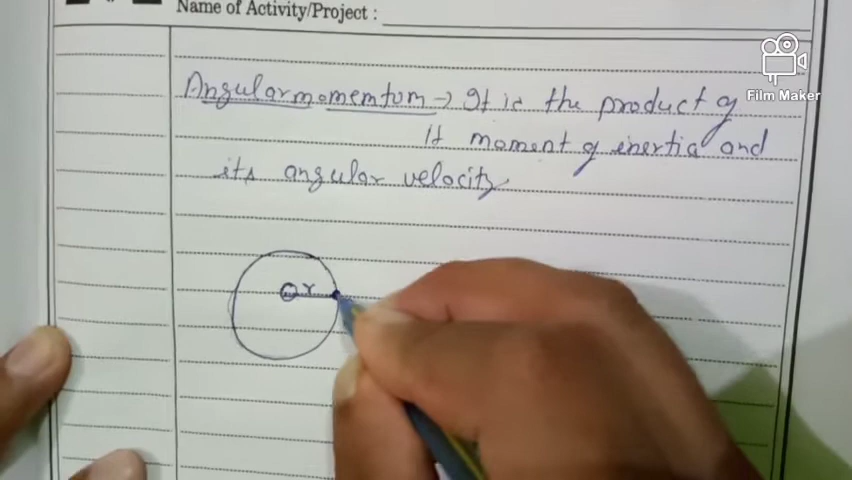 Name of Activity/Project :
Film Maker
Angular momentum → It is the product of
it moment of inertia and
its angular velocity
r